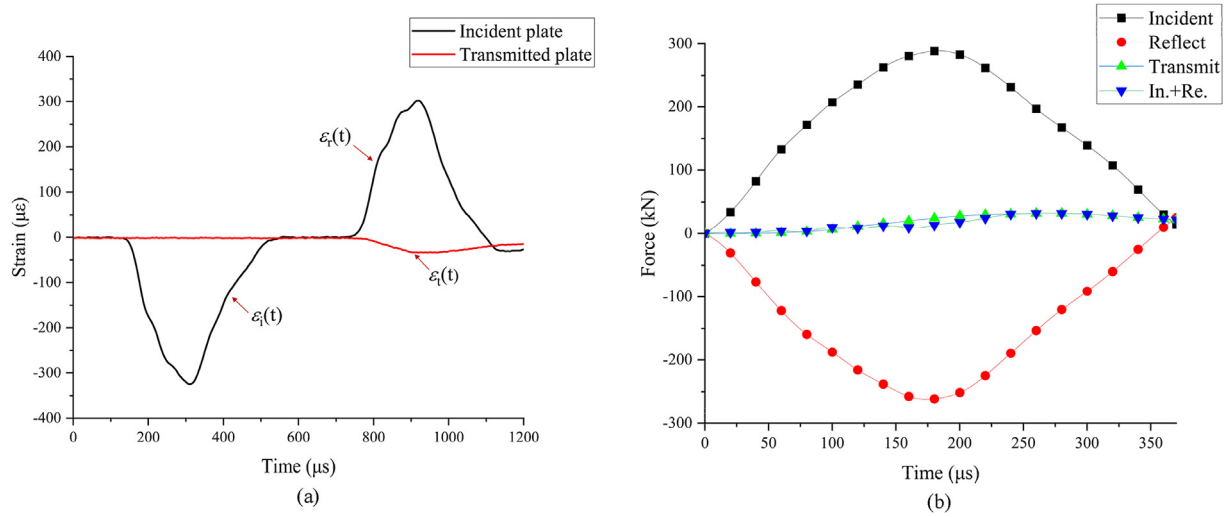 Incident plate
Transmitted plate
400
300
200
100
0
-100
-200
-300
-400
Strain (με)
εr(t)
εt(t)
εi(t)
0 200 400 600 800 1000 1200
Time (μs)
(a)
Incident
Reflect
Transmit
In.+Re.
300
200
100
0
-100
-200
-300
Force (kN)
0 50 100 150 200 250 300 350
Time (μs)
(b)